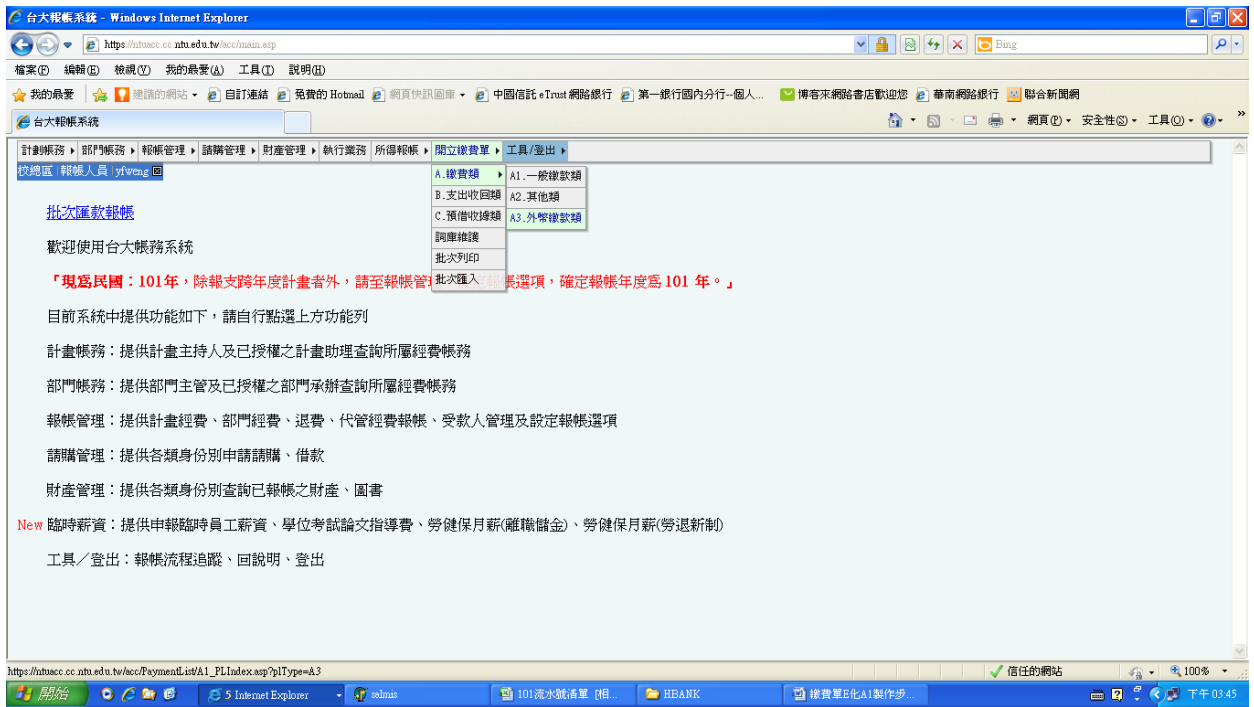 台大報帳系統 - Windows Internet Explorer
https://ntuacc.cc.ntu.edu.tw/acc/main.asp
Bing
檔案(F) 編輯(E) 檢視(V) 我的最愛(A) 工具(T) 說明(H)
我的最愛 建議的網站 自訂連結 免費的 Hotmail 網頁快訊圖庫 中國信託 eTrust 網路銀行 第一銀行國內分行--個人... 博客來網路書店歡迎您 華南網路銀行 聯合新聞網
台大報帳系統
網頁(P) 安全性(S) 工具(O)
計劃帳務 部門帳務 報帳管理 請購管理 財產管理 執行業務 所得報帳 開立繳費單 工具/登出
校總區 報帳人員 yfweng
A.繳費類
B.支出收回類
C.預借收據類
詞庫維護
批次列印
批次匯入
A1.一般繳款類
A2.其他類
A3.外幣繳款類
批次匯款報帳
歡迎使用台大帳務系統
「現為民國：101年，除報支跨年度計畫者外，請至報帳管 帳選項，確定報帳年度為 101 年。」
目前系統中提供功能如下，請自行點選上方功能列
計畫帳務：提供計畫主持人及已授權之計畫助理查詢所屬經費帳務
部門帳務：提供部門主管及已授權之部門承辦查詢所屬經費帳務
報帳管理：提供計畫經費、部門經費、退費、代管經費報帳、受款人管理及設定報帳選項
請購管理：提供各類身份別申請請購、借款
財產管理：提供各類身份別查詢已報帳之財產、圖書
New 臨時薪資：提供申報臨時員工薪資、學位考試論文指導費、勞健保月薪(離職儲金)、勞健保月薪(勞退新制)
工具／登出：報帳流程追蹤、回說明、登出
https://ntuacc.cc.ntu.edu.tw/acc/PaymentList/A1_PLIndex.asp?plType=A3
信任的網站 100%
開始 5 Internet Explorer salmis 101流水號清單 [相... HBANK 繳費單E化A1製作步... 下午 03:45